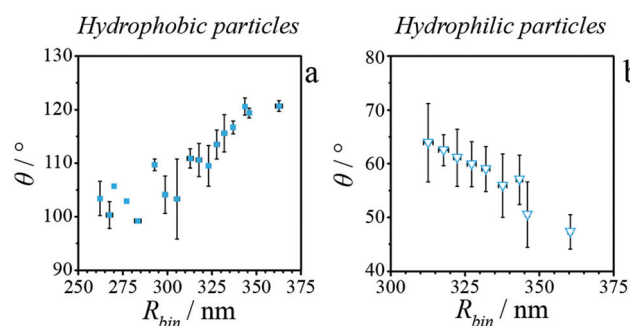 Hydrophobic particles
Hydrophilic particles
130
120
110
100
90
θ / °
a
250 275 300 325 350 375
R_bin / nm
80
70
60
50
40
θ / °
b
300 325 350 375
R_bin / nm